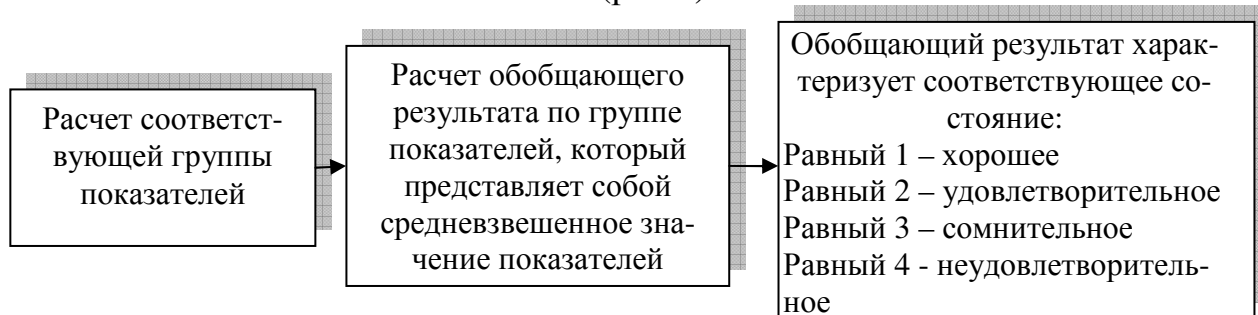 Расчет соответст-
вующей группы
показателей
Расчет обобщающего
результата по группе
показателей, который
представляет собой
средневзвешенное зна-
чение показателей
Обобщающий результат харак-
теризует соответствующее со-
стояние:
Равный 1 – хорошее
Равный 2 – удовлетворительное
Равный 3 – сомнительное
Равный 4 - неудовлетворитель-
ное